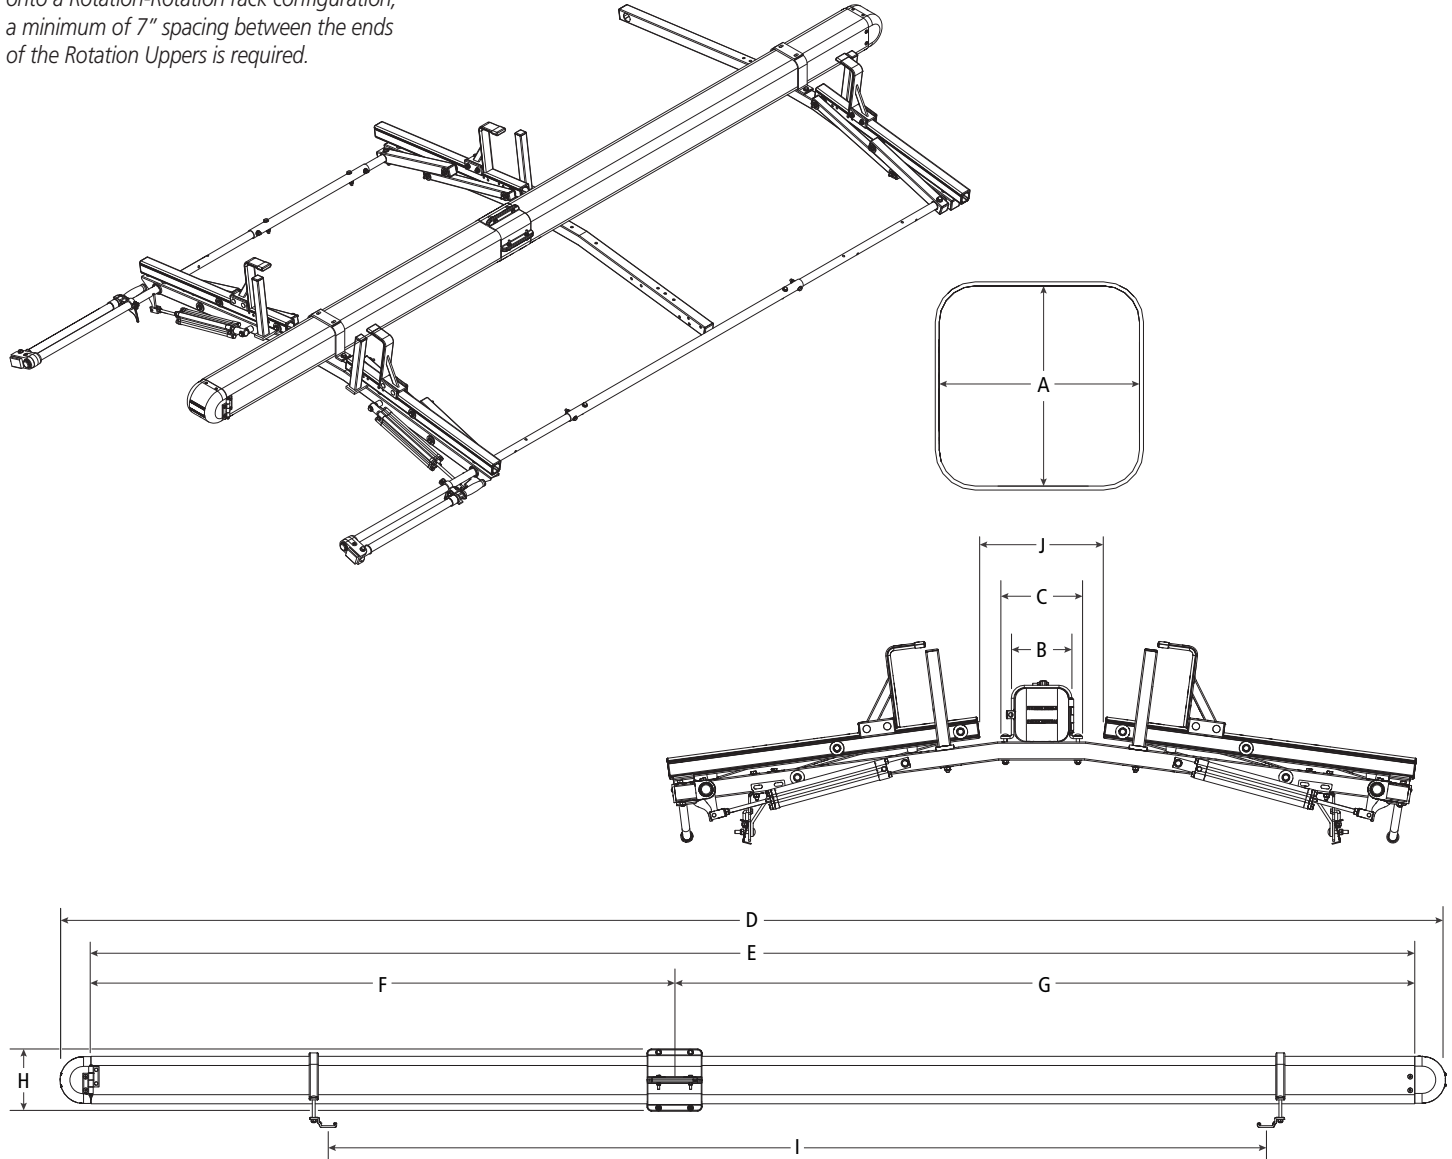 onto a Rotation-Rotation rack configuration,
a minimum of 7” spacing between the ends
of the Rotation Uppers is required.
A
J
C
B
D
E
F
G
H
I